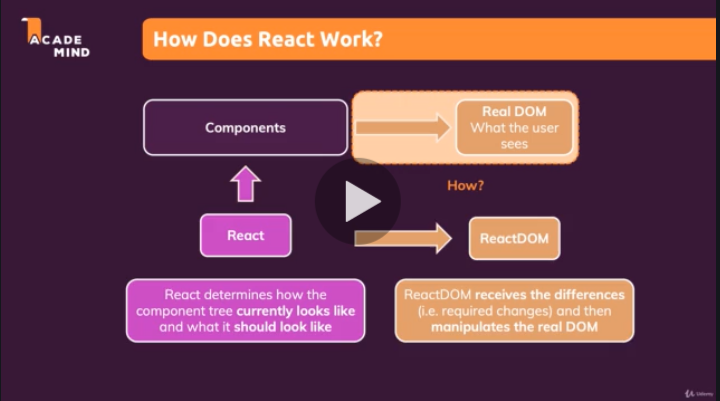 ACADE
MIND
How Does React Work?
Components
Real DOM
What the user
sees
How?
React
ReactDOM
React determines how the
component tree currently looks like
and what it should look like
ReactDOM receives the differences
(i.e. required changes) and then
manipulates the real DOM
Udemy